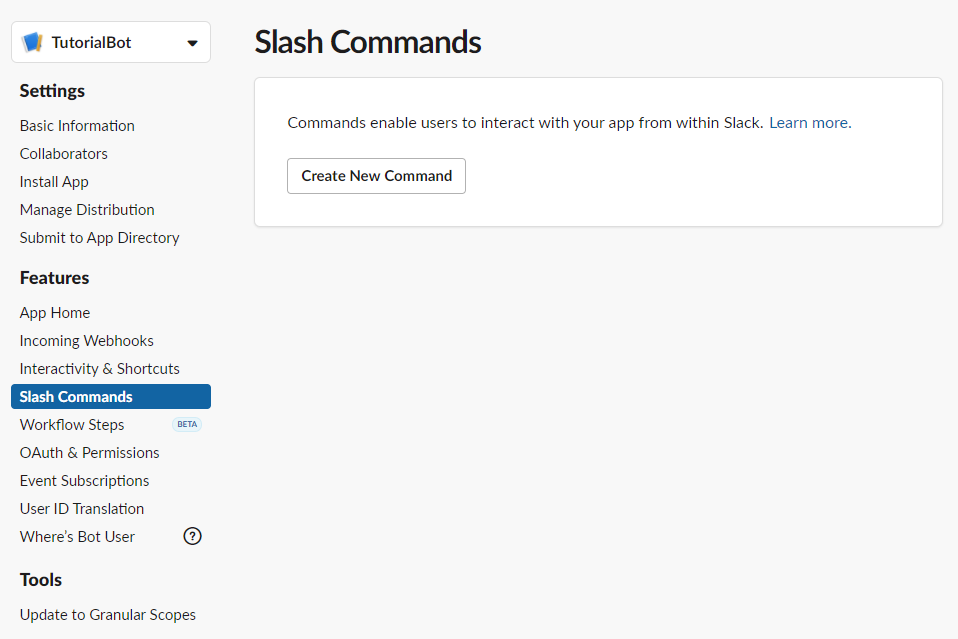 TutorialBot
Settings
Basic Information
Collaborators
Install App
Manage Distribution
Submit to App Directory
Features
App Home
Incoming Webhooks
Interactivity & Shortcuts
Slash Commands
Workflow Steps BETA
OAuth & Permissions
Event Subscriptions
User ID Translation
Where’s Bot User ?
Tools
Update to Granular Scopes
Slash Commands
Commands enable users to interact with your app from within Slack. Learn more.
Create New Command